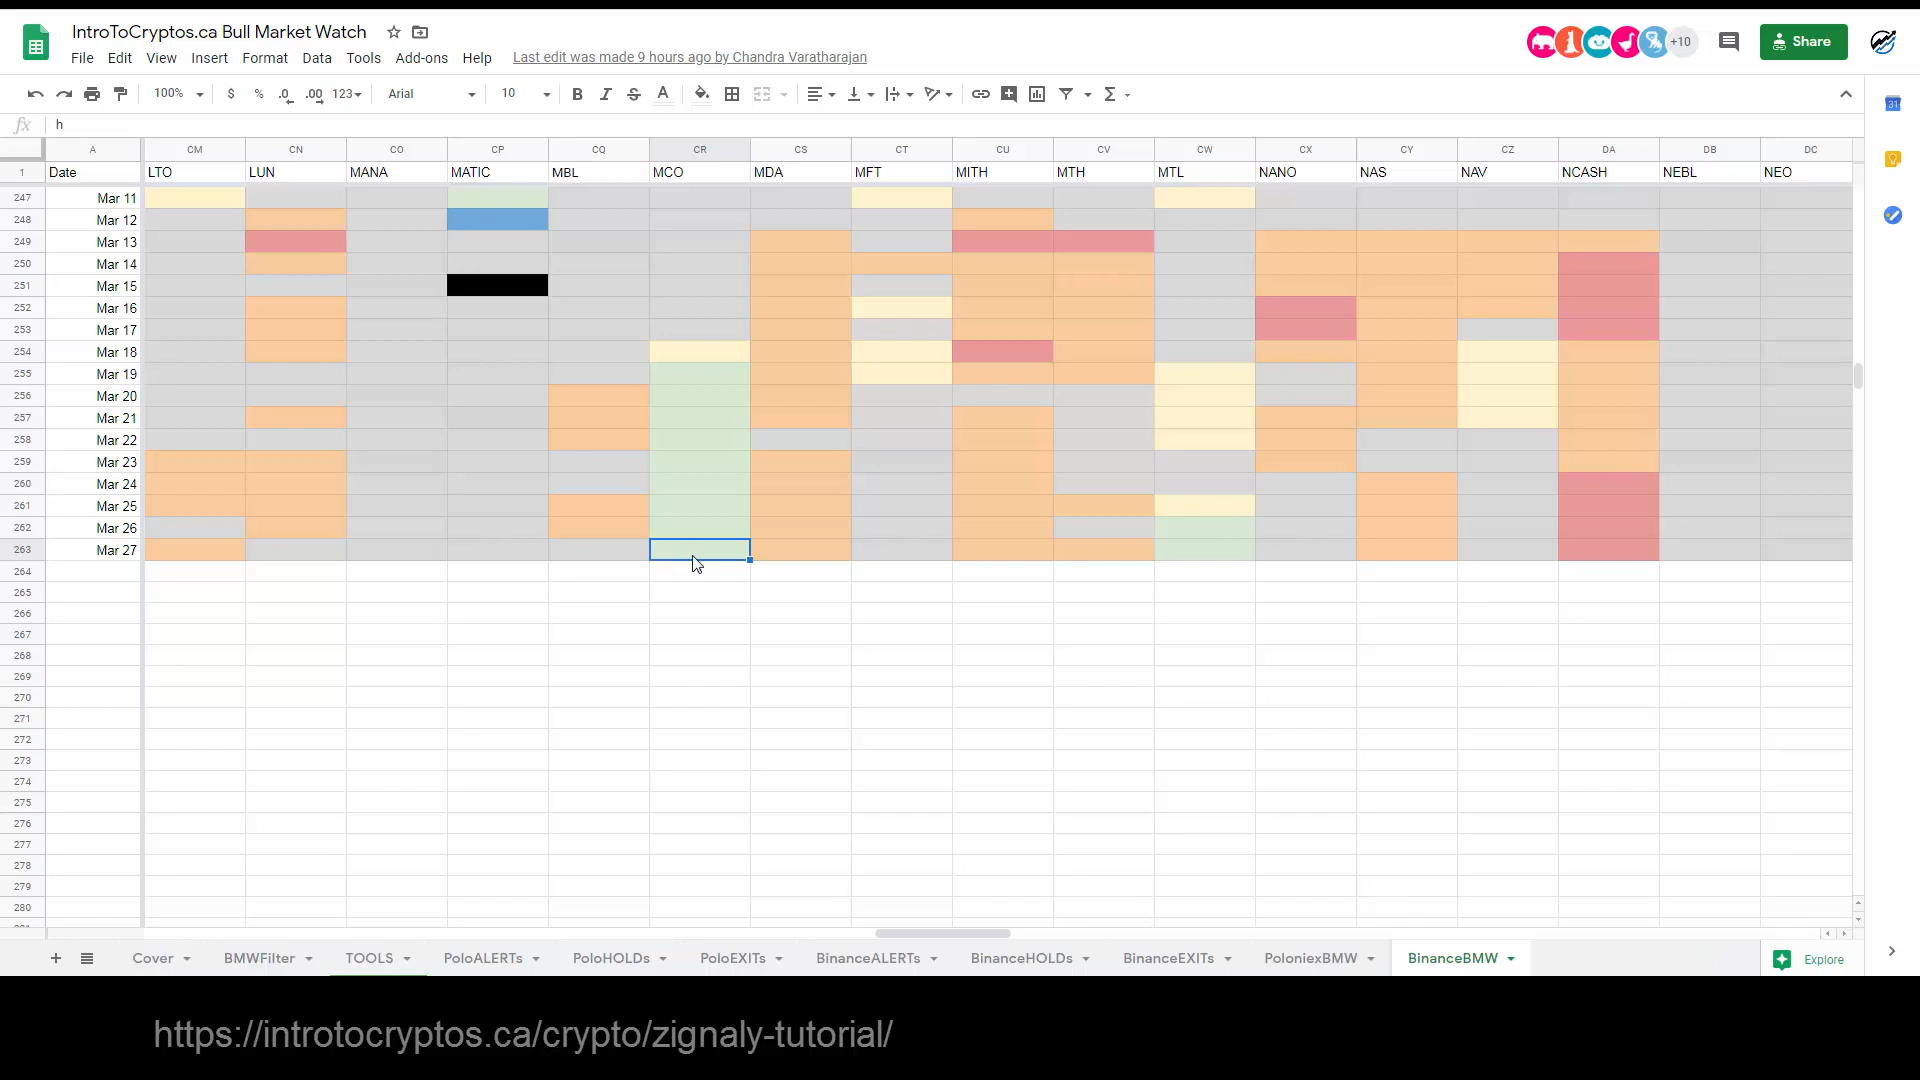 IntroToCryptos.ca Bull Market Watch
+10
Share
File Edit View Insert Format Data Tools Add-ons Help Last edit was made 9 hours ago by Chandra Varatharajan
100% $ % .0 .00 123 Arial 10 B I S A
fx h
A CM CN CO CP CQ CR CS CT CU CV CW CX CY CZ DA DB DC
1 Date LTO LUN MANA MATIC MBL MCO MDA MFT MITH MTH MTL NANO NAS NAV NCASH NEBL NEO
247 Mar 11
248 Mar 12
249 Mar 13
250 Mar 14
251 Mar 15
252 Mar 16
253 Mar 17
254 Mar 18
255 Mar 19
256 Mar 20
257 Mar 21
258 Mar 22
259 Mar 23
260 Mar 24
261 Mar 25
262 Mar 26
263 Mar 27
264
265
266
267
268
269
270
271
272
273
274
275
276
277
278
279
280
Cover BMWFilter TOOLS PoloALERTs PoloHOLDs PoloEXITs BinanceALERTs BinanceHOLDs BinanceEXITs PoloniexBMW BinanceBMW Explore
https://introtocryptos.ca/crypto/zignaly-tutorial/